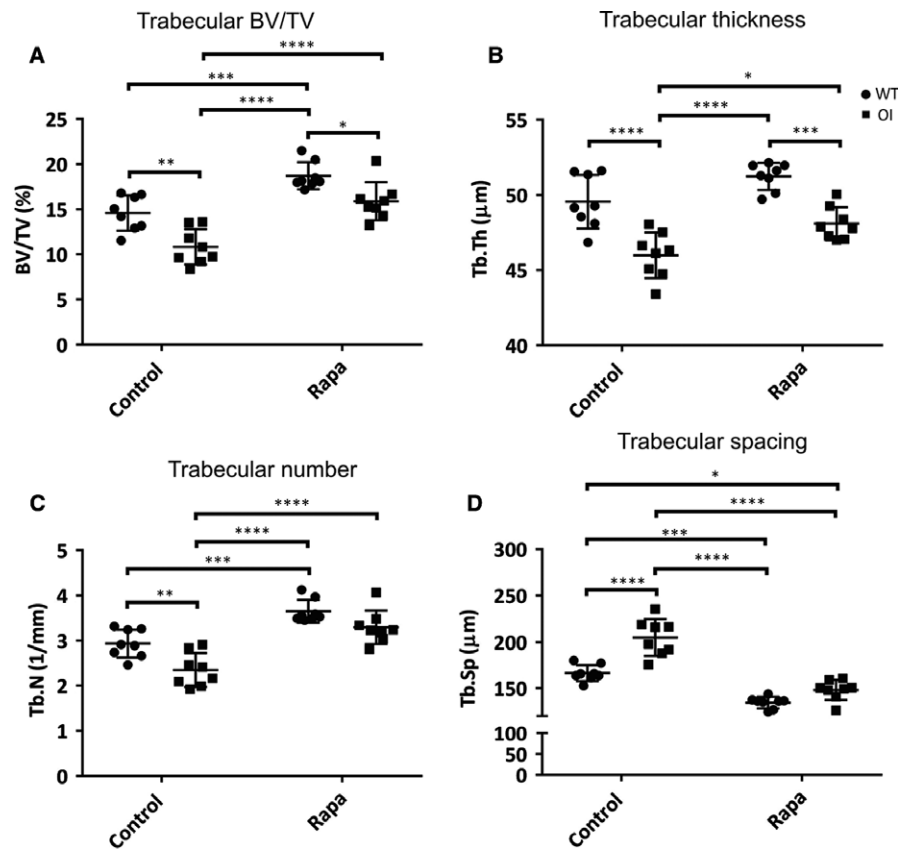 Trabecular BV/TV
A
****
***
****
**
*
25
20
15
10
5
0
BV/TV (%)
Control
Rapa
Trabecular thickness
B
WT
OI
*
****
****
***
55
50
45
40
Tb.Th (μm)
Control
Rapa
Trabecular number
C
****
****
***
**
5
4
3
2
1
0
Tb.N (1/mm)
Control
Rapa
Trabecular spacing
D
*
****
***
****
****
300
250
200
150
100
50
0
Tb.Sp (μm)
Control
Rapa